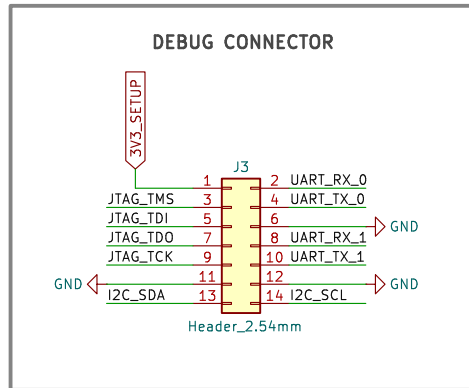 DEBUG CONNECTOR
3V3_SETUP
J3
1 2 UART_RX_0
JTAG_TMS 3 4 UART_TX_0
JTAG_TDI 5 6 GND
JTAG_TDO 7 8 UART_RX_1
JTAG_TCK 9 10 UART_TX_1
GND 11 12 GND
I2C_SDA 13 14 I2C_SCL
Header_2.54mm